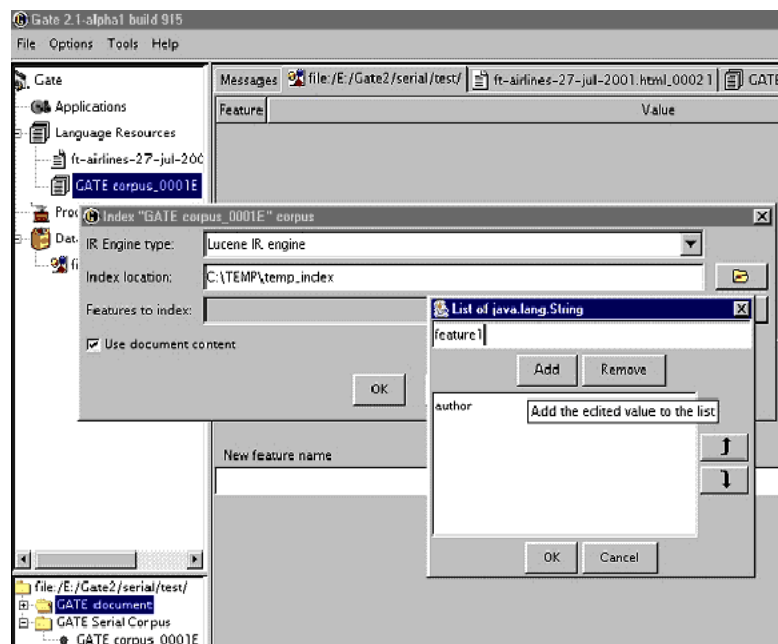 Gate 2.1-alpha1 build 915
File Options Tools Help
Gate
Applications
Language Resources
ft-airlines-27-jul-200
GATE corpus_0001E
Messages file:/E:/Gate2/serial/test/ ft-airlines-27-jul-2001.html_00021 GAT
Feature Value
Index "GATE corpus_0001E" corpus
IR Engine type: Lucene IR engine
Index location: C:\TEMP\temp_index
Features to index:
Use document content
OK
List of java.lang.String
feature1
Add Remove
author
Add the edited value to the list
OK Cancel
New feature name
file:/E:/Gate2/serial/test/
GATE document
GATE Serial Corpus
GATE corpus_0001E